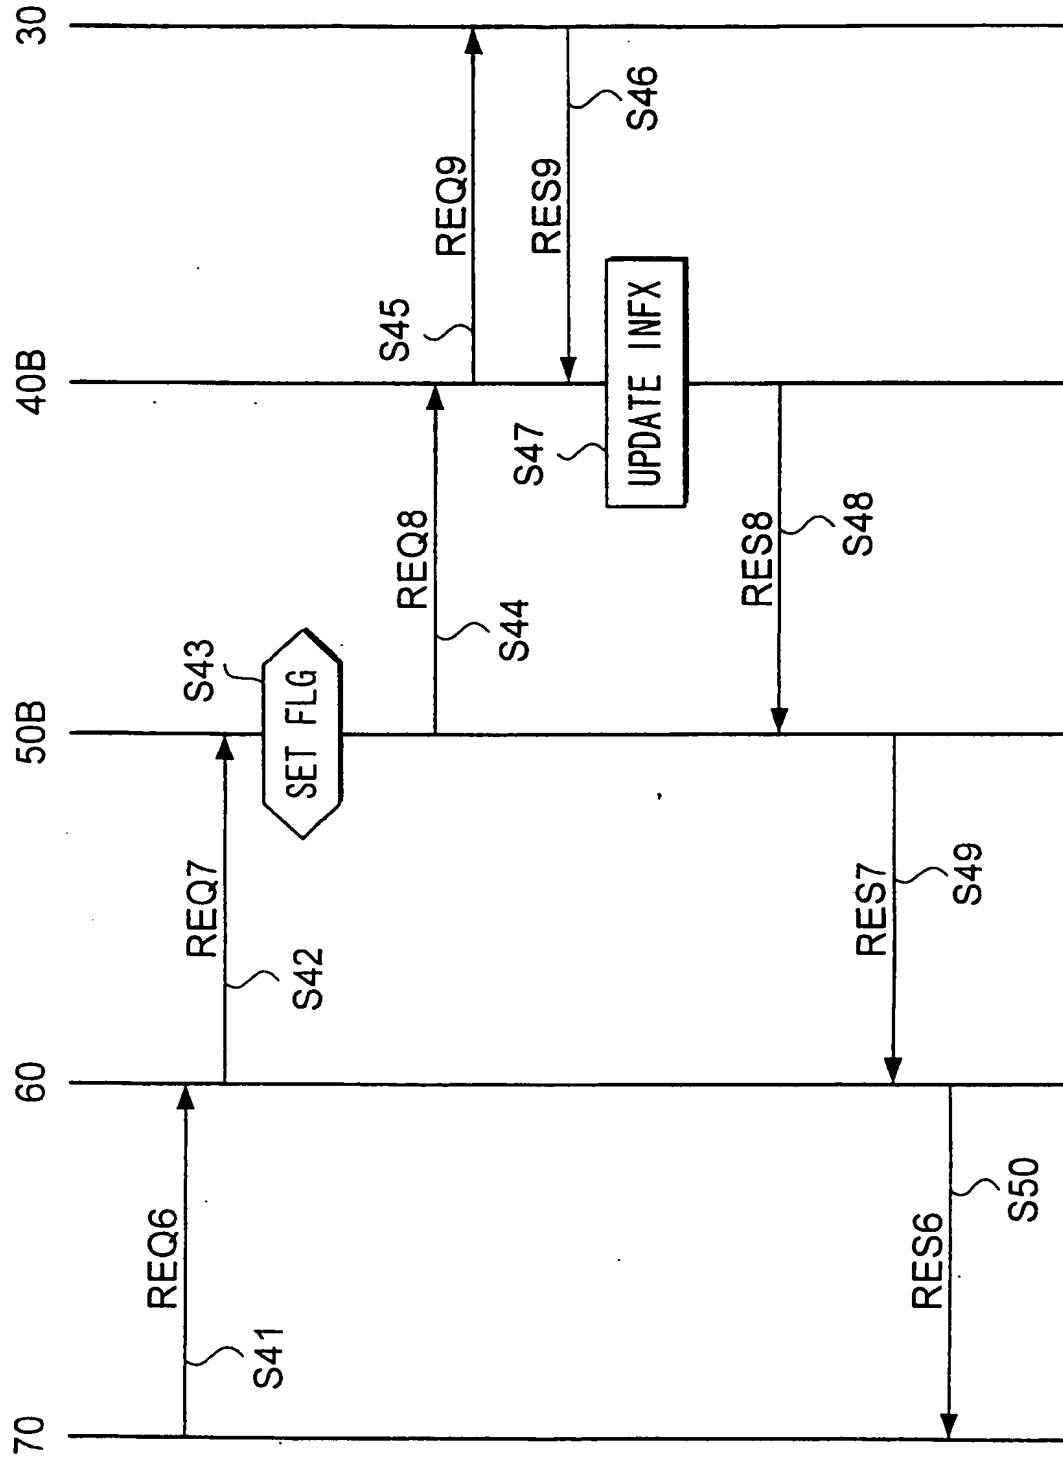 70
60
50B
40B
30
REQ6
S41
REQ7
S42
S43
SET FLG
REQ8
S44
S45
REQ9
RES9
S46
S47
UPDATE INFX
RES8
S48
RES7
S49
RES6
S50